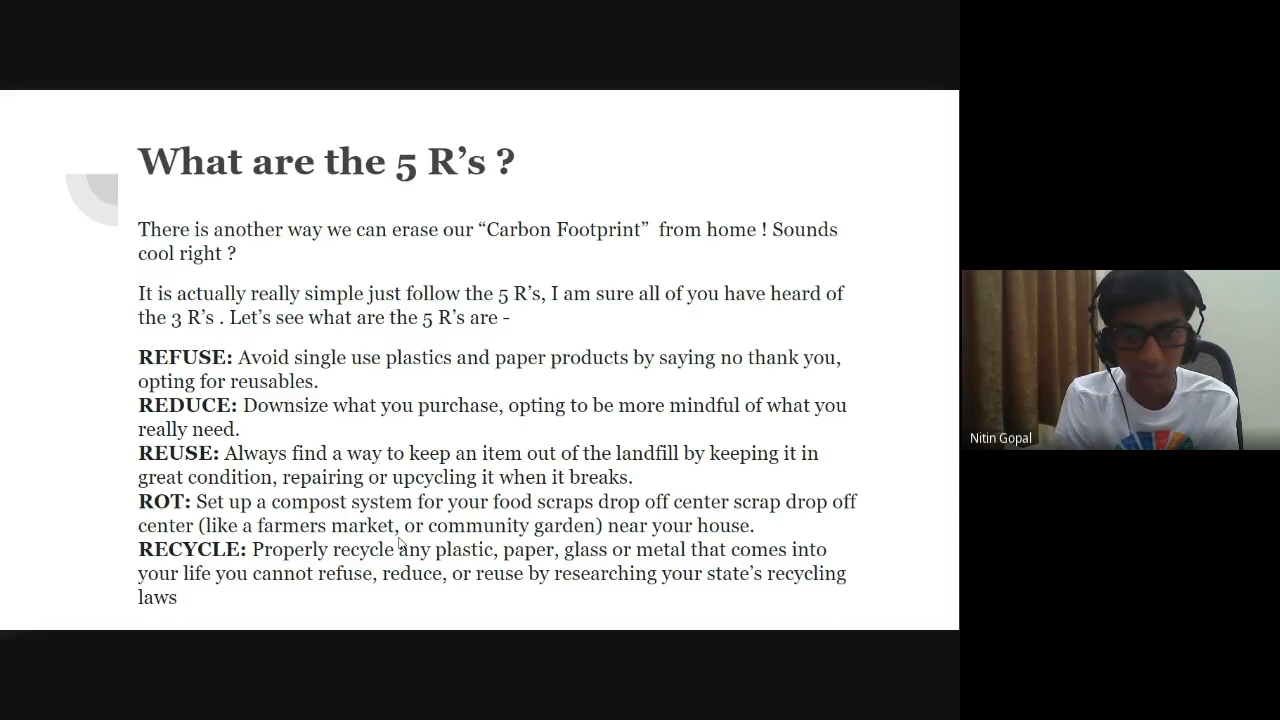 What are the 5 R’s ?
There is another way we can erase our “Carbon Footprint”  from home ! Sounds
cool right ?
It is actually really simple just follow the 5 R’s, I am sure all of you have heard of
the 3 R’s . Let’s see what are the 5 R’s are -
REFUSE: Avoid single use plastics and paper products by saying no thank you,
opting for reusables.
REDUCE: Downsize what you purchase, opting to be more mindful of what you
really need.
REUSE: Always find a way to keep an item out of the landfill by keeping it in
great condition, repairing or upcycling it when it breaks.
ROT: Set up a compost system for your food scraps drop off center scrap drop off
center (like a farmers market, or community garden) near your house.
RECYCLE: Properly recycle any plastic, paper, glass or metal that comes into
your life you cannot refuse, reduce, or reuse by researching your state’s recycling
laws
Nitin Gopal